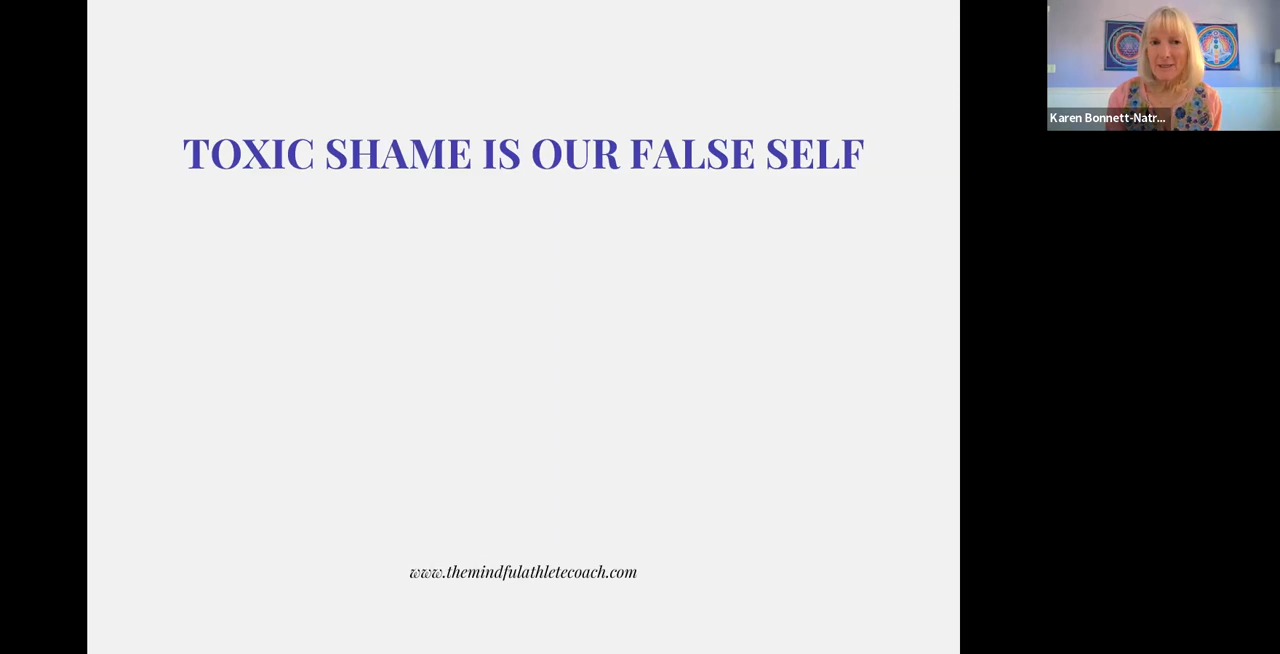 TOXIC SHAME IS OUR FALSE SELF
Karen Bonnett-Natr...
www.themindfulathletecoach.com